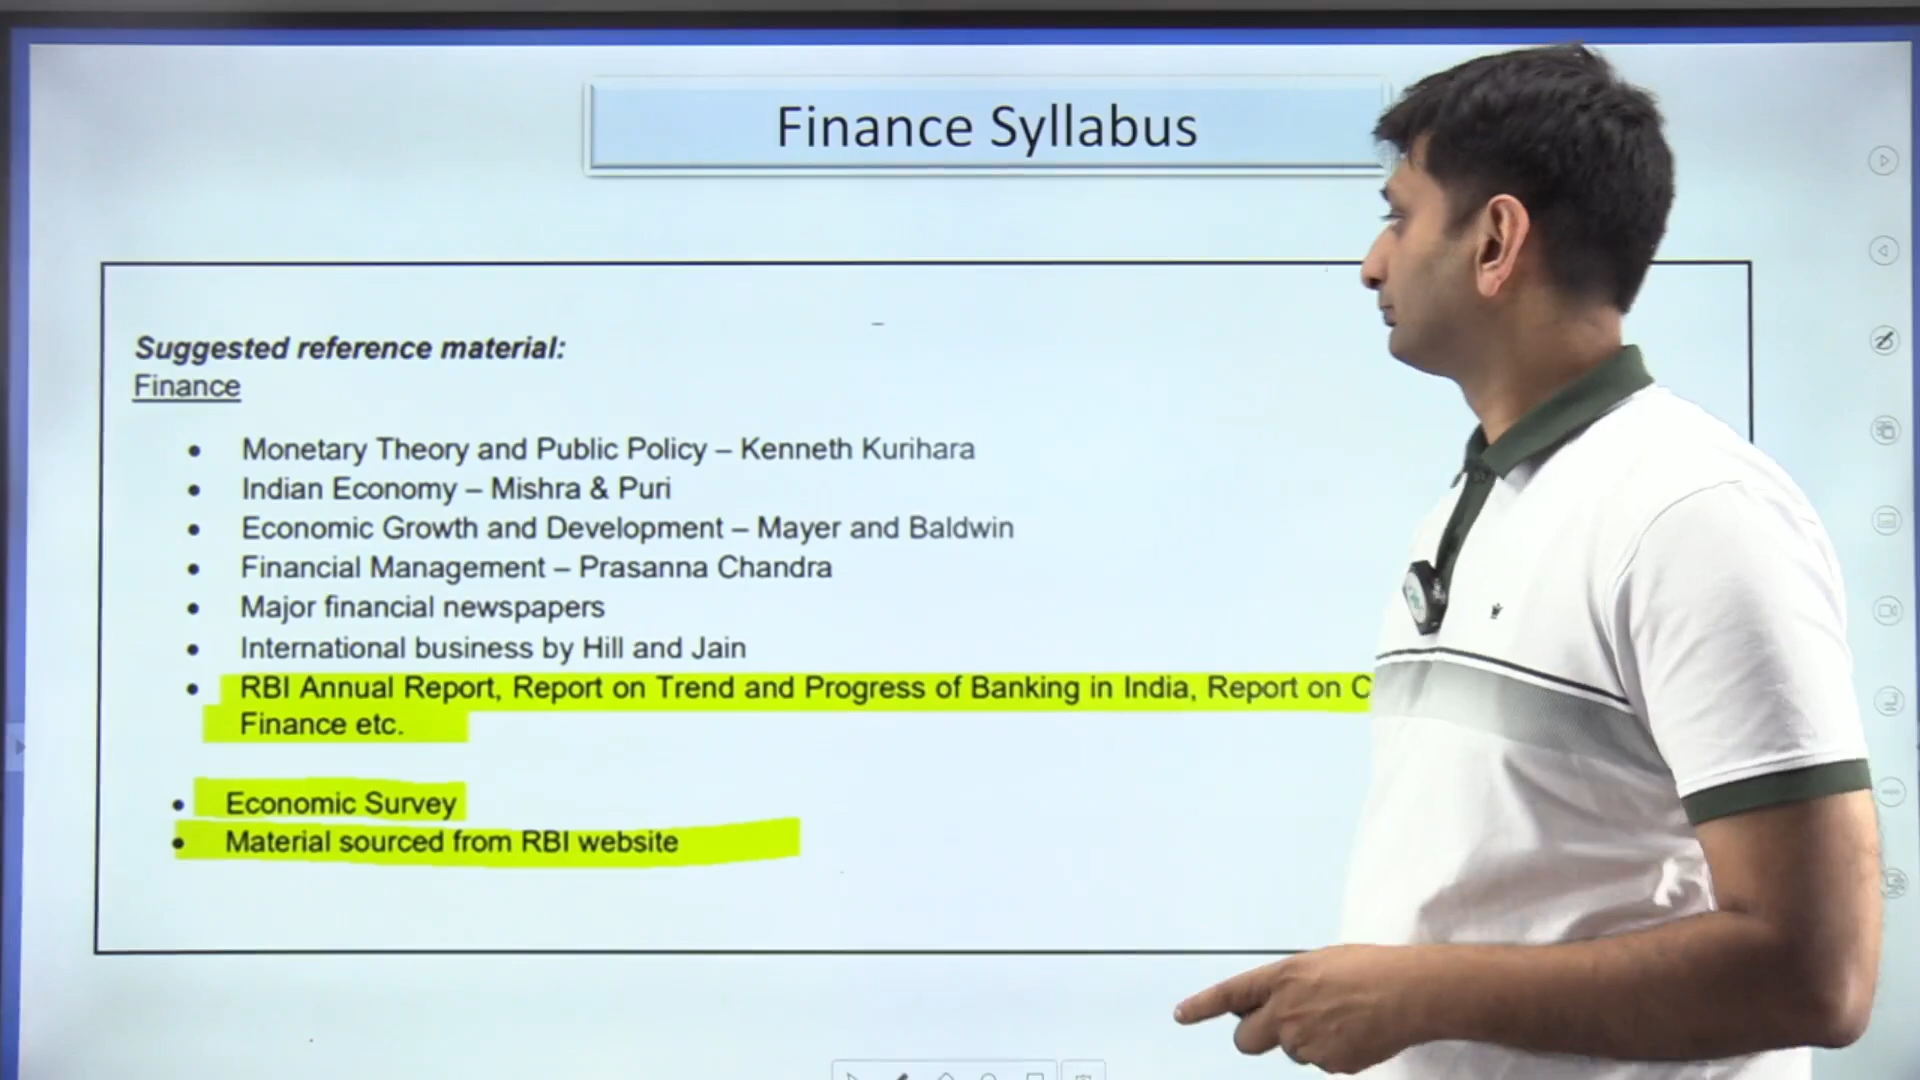 Finance Syllabus
Suggested reference material:
Finance
• Monetary Theory and Public Policy – Kenneth Kurihara
• Indian Economy – Mishra & Puri
• Economic Growth and Development – Mayer and Baldwin
• Financial Management – Prasanna Chandra
• Major financial newspapers
• International business by Hill and Jain
• RBI Annual Report, Report on Trend and Progress of Banking in India, Report on C
Finance etc.
• Economic Survey
• Material sourced from RBI website